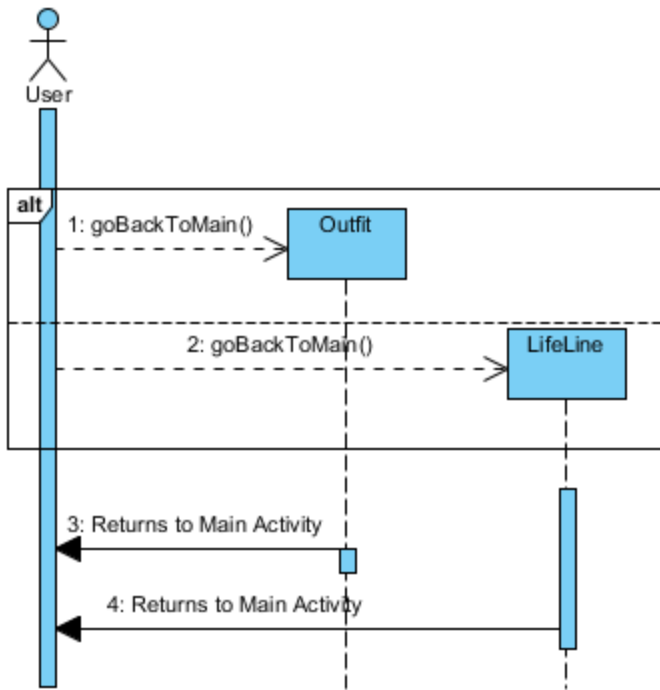 User
alt
1: goBackToMain()
Outfit
2: goBackToMain()
LifeLine
3: Returns to Main Activity
4: Returns to Main Activity